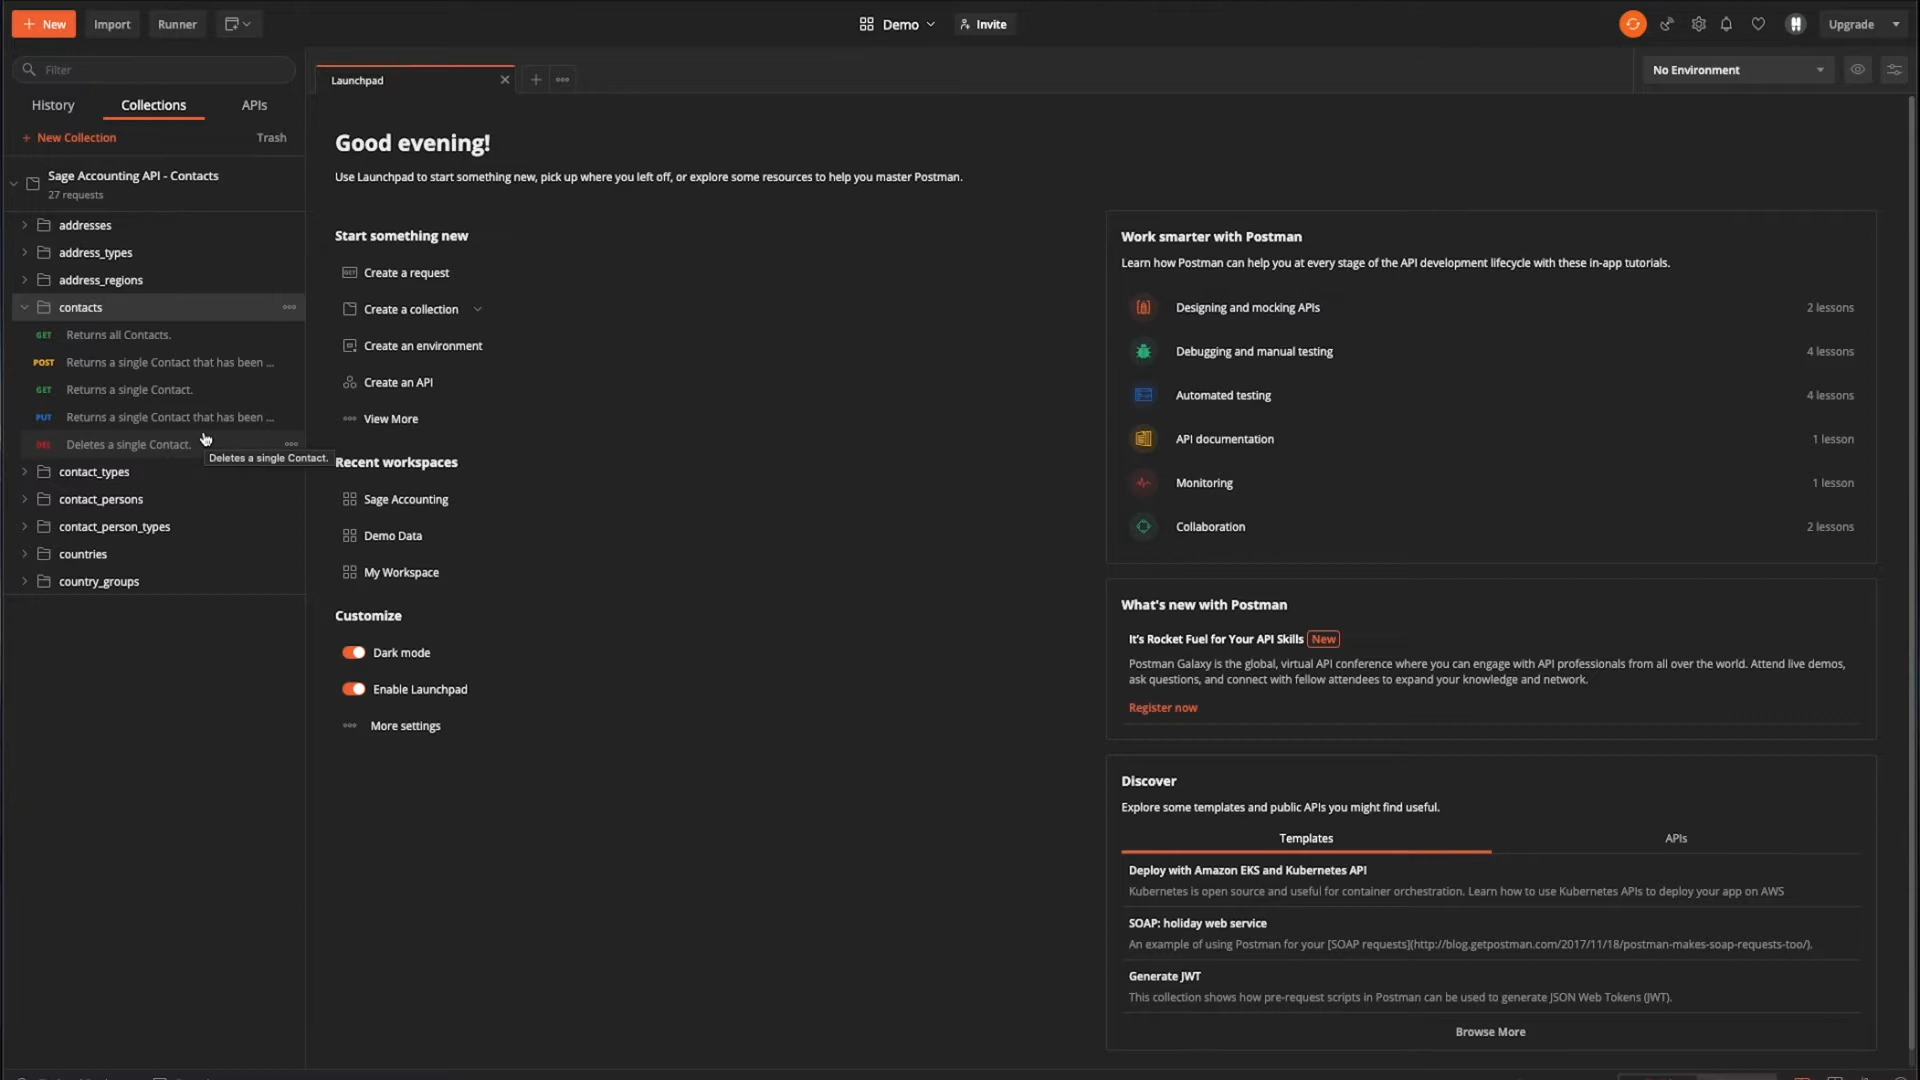 New
Import
Runner
Demo
Invite
Upgrade
Filter
Launchpad
No Environment
History
Collections
APIs
+ New Collection
Trash
Sage Accounting API - Contacts
27 requests
addresses
address_types
address_regions
contacts
GET Returns all Contacts.
POST Returns a single Contact that has been ...
GET Returns a single Contact.
PUT Returns a single Contact that has been ...
DEL Deletes a single Contact.
Deletes a single Contact.
contact_types
contact_persons
contact_person_types
countries
country_groups
Good evening!
Use Launchpad to start something new, pick up where you left off, or explore some resources to help you master Postman.
Start something new
Create a request
Create a collection
Create an environment
Create an API
View More
Recent workspaces
Sage Accounting
Demo Data
My Workspace
Customize
Dark mode
Enable Launchpad
More settings
Work smarter with Postman
Learn how Postman can help you at every stage of the API development lifecycle with these in-app tutorials.
Designing and mocking APIs 2 lessons
Debugging and manual testing 4 lessons
Automated testing 4 lessons
API documentation 1 lesson
Monitoring 1 lesson
Collaboration 2 lessons
What's new with Postman
It's Rocket Fuel for Your API Skills New
Postman Galaxy is the global, virtual API conference where you can engage with API professionals from all over the world. Attend live demos,
ask questions, and connect with fellow attendees to expand your knowledge and network.
Register now
Discover
Explore some templates and public APIs you might find useful.
Templates
APIs
Deploy with Amazon EKS and Kubernetes API
Kubernetes is open source and useful for container orchestration. Learn how to use Kubernetes APIs to deploy your app on AWS
SOAP: holiday web service
An example of using Postman for your [SOAP requests](http://blog.getpostman.com/2017/11/18/postman-makes-soap-requests-too/).
Generate JWT
This collection shows how pre-request scripts in Postman can be used to generate JSON Web Tokens (JWT).
Browse More